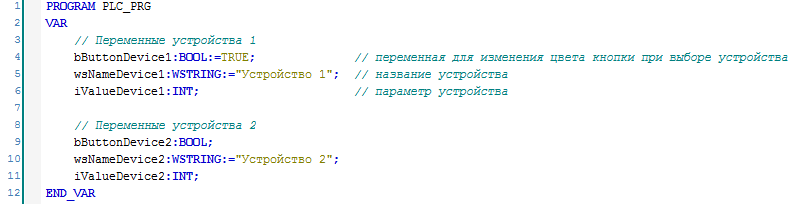 1 PROGRAM PLC_PRG
2 VAR
3 // Переменные устройства 1
4 bButtonDevice1:BOOL:=TRUE; // переменная для изменения цвета кнопки при выборе устройства
5 wsNameDevice1:WSTRING:="Устройство 1"; // название устройства
6 iValueDevice1:INT; // параметр устройства
7
8 // Переменные устройства 2
9 bButtonDevice2:BOOL;
10 wsNameDevice2:WSTRING:="Устройство 2";
11 iValueDevice2:INT;
12 END_VAR